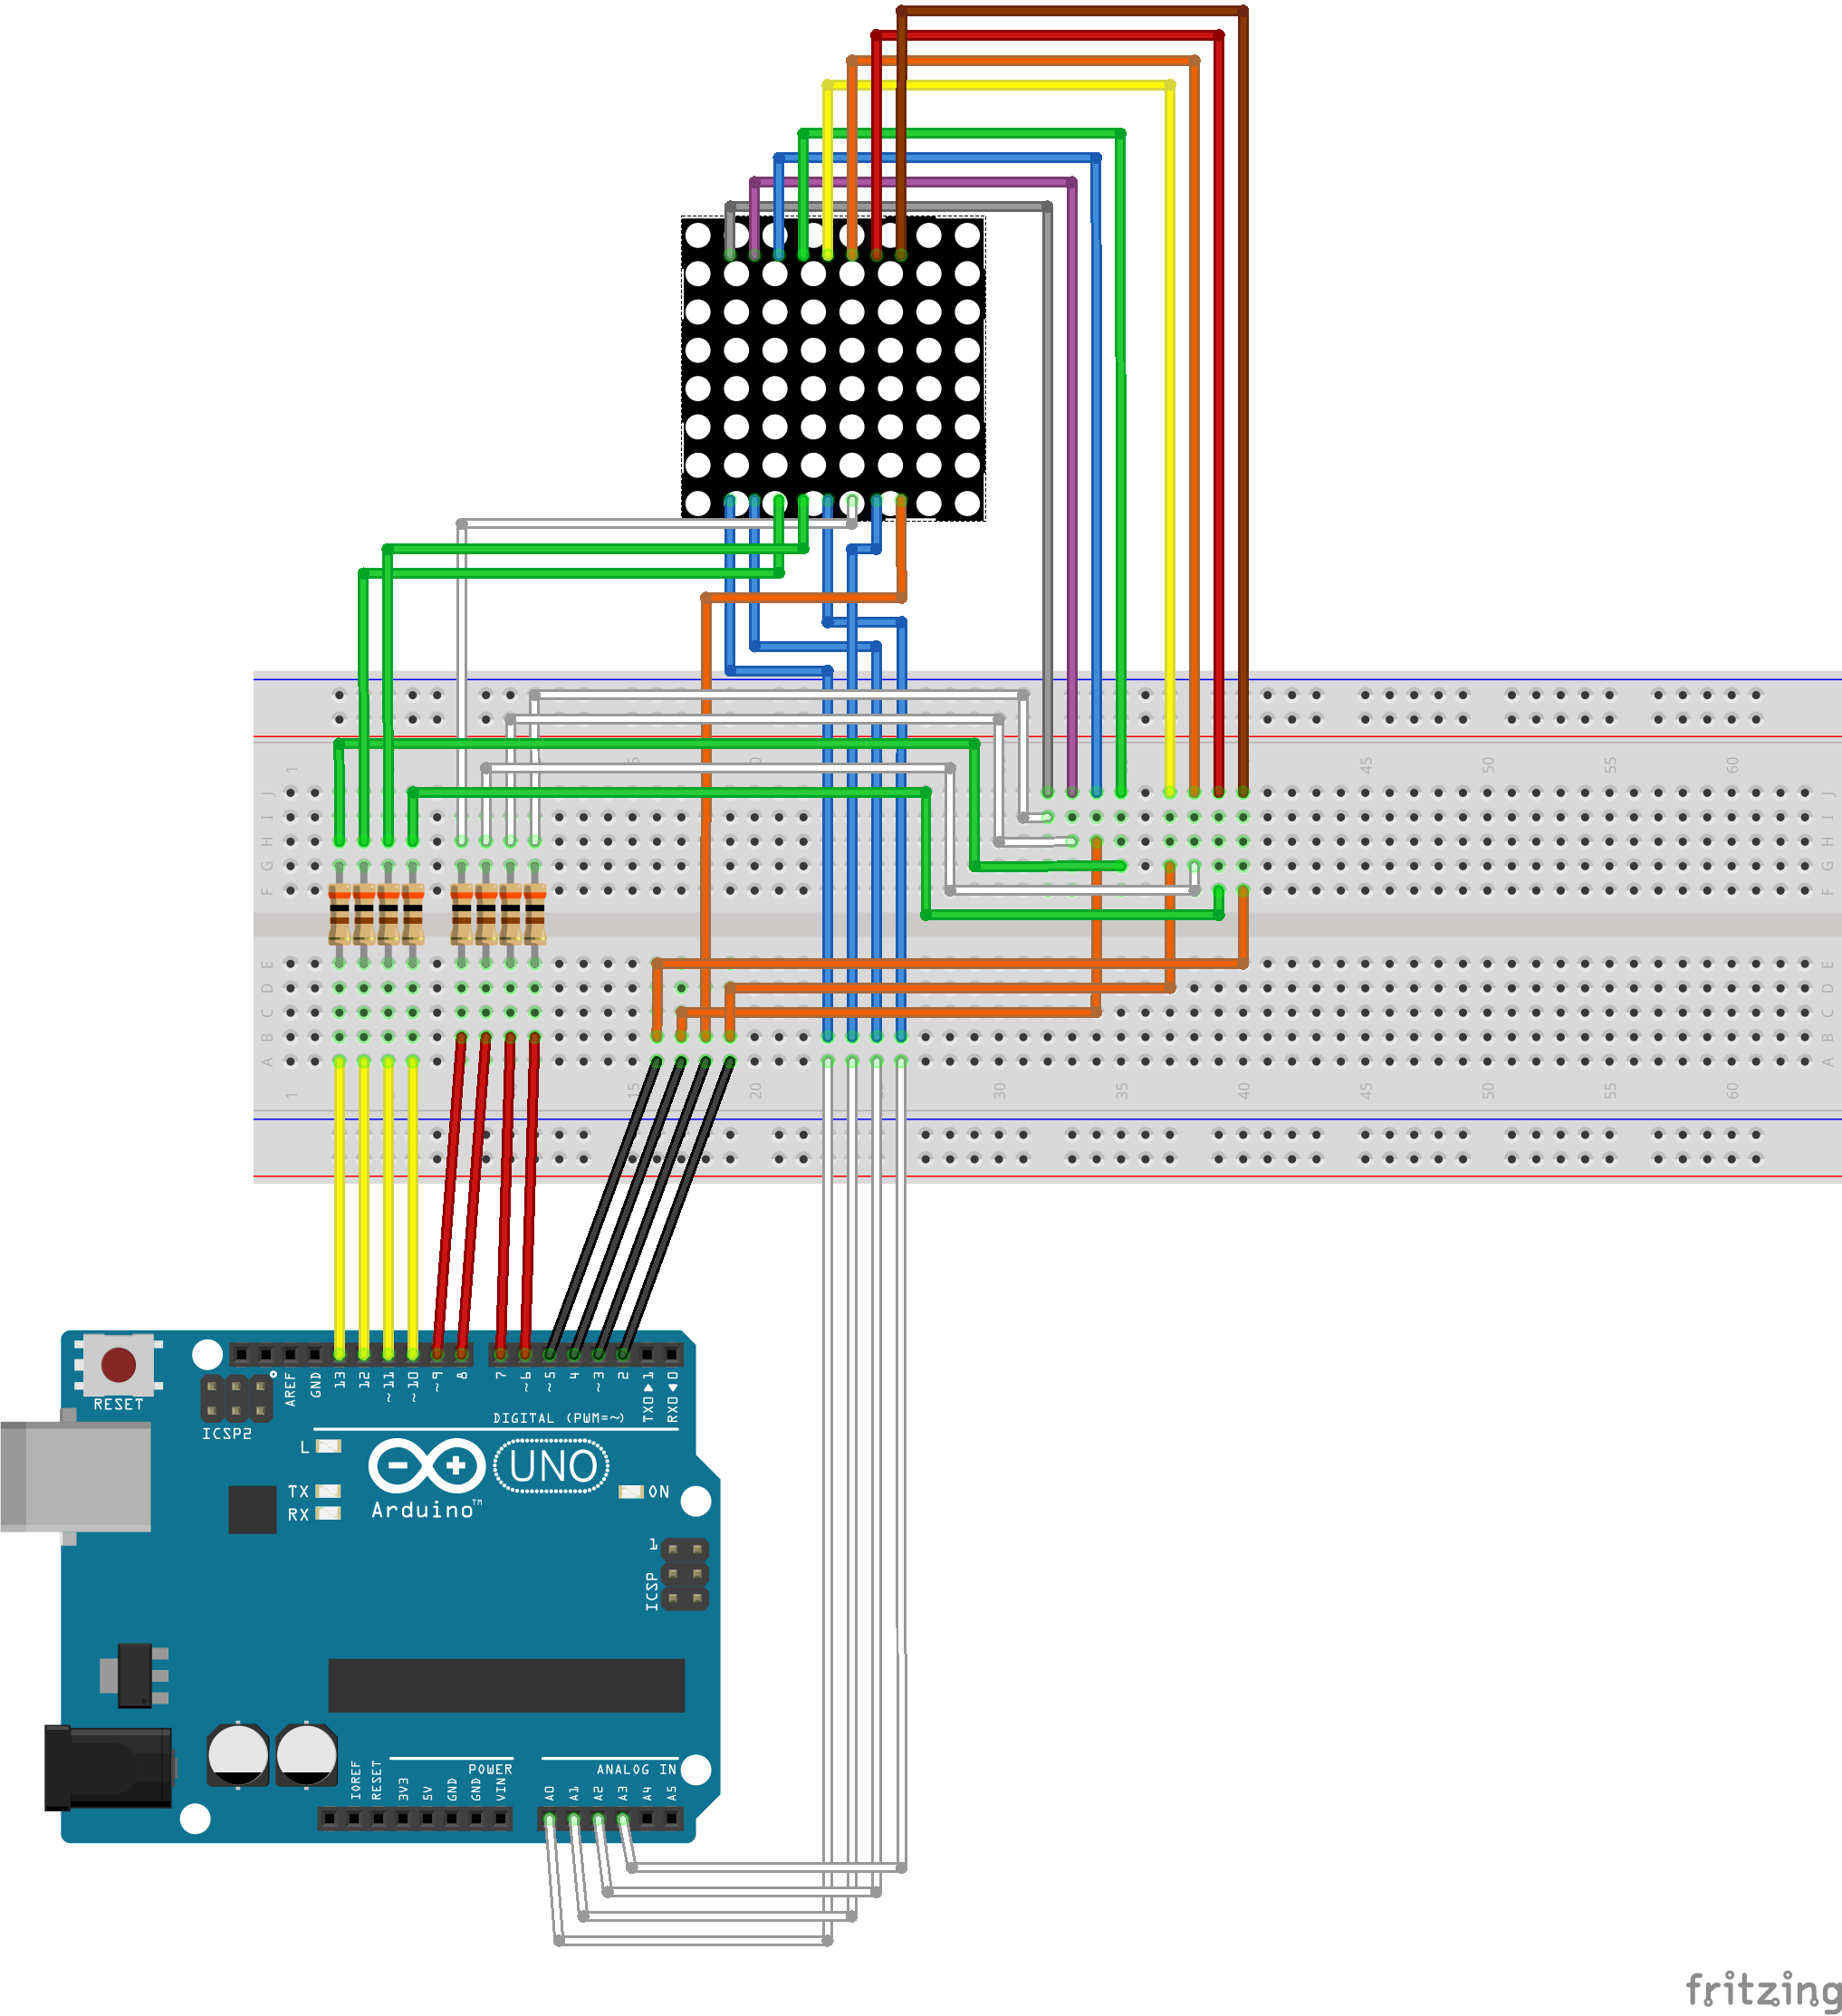 1
5
0
45
50
55
60
J
J
I
I
H
H
G
G
F
F
E
E
D
D
C
C
B
B
A
A
1
15
20
30
35
40
45
50
55
60
RESET
ICSP2
AREF
GND
13
12
~11
~10
~9
8
7
~6
~5
4
~3
2
TX0▶1
RX0◀0
DIGITAL (PWM=~)
L
TX
RX
UNO
Arduino™
ON
1
ICSP
IOREF
RESET
3V3
5V
GND
GND
VIN
POWER
ANALOG IN
A0
A1
A2
A3
A4
A5
fritzing